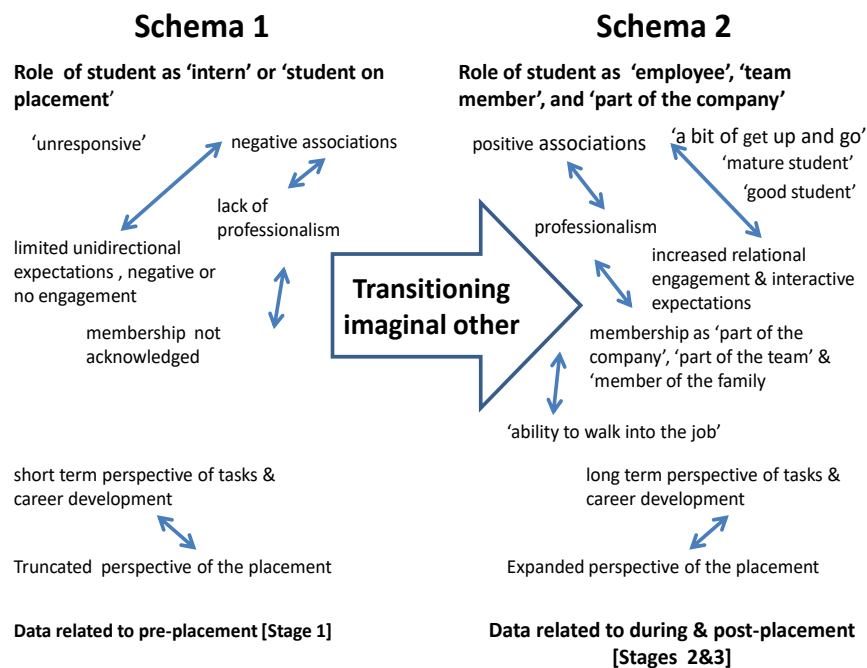 Schema 1
Role of student as ‘intern’ or ‘student on
placement’
‘unresponsive’
negative associations
lack of
professionalism
limited unidirectional
expectations , negative or
no engagement
membership not
acknowledged
short term perspective of tasks &
career development
Truncated perspective of the placement
Data related to pre-placement [Stage 1]
Transitioning
imaginal other
Schema 2
Role of student as ‘employee’, ‘team
member’, and ‘part of the company’
positive associations
‘a bit of get up and go’
‘mature student’
‘good student’
professionalism
increased relational
engagement & interactive
expectations
membership as ‘part of the
company’, ‘part of the team’ &
‘member of the family
‘ability to walk into the job’
long term perspective of tasks &
career development
Expanded perspective of the placement
Data related to during & post-placement
[Stages 2&3]